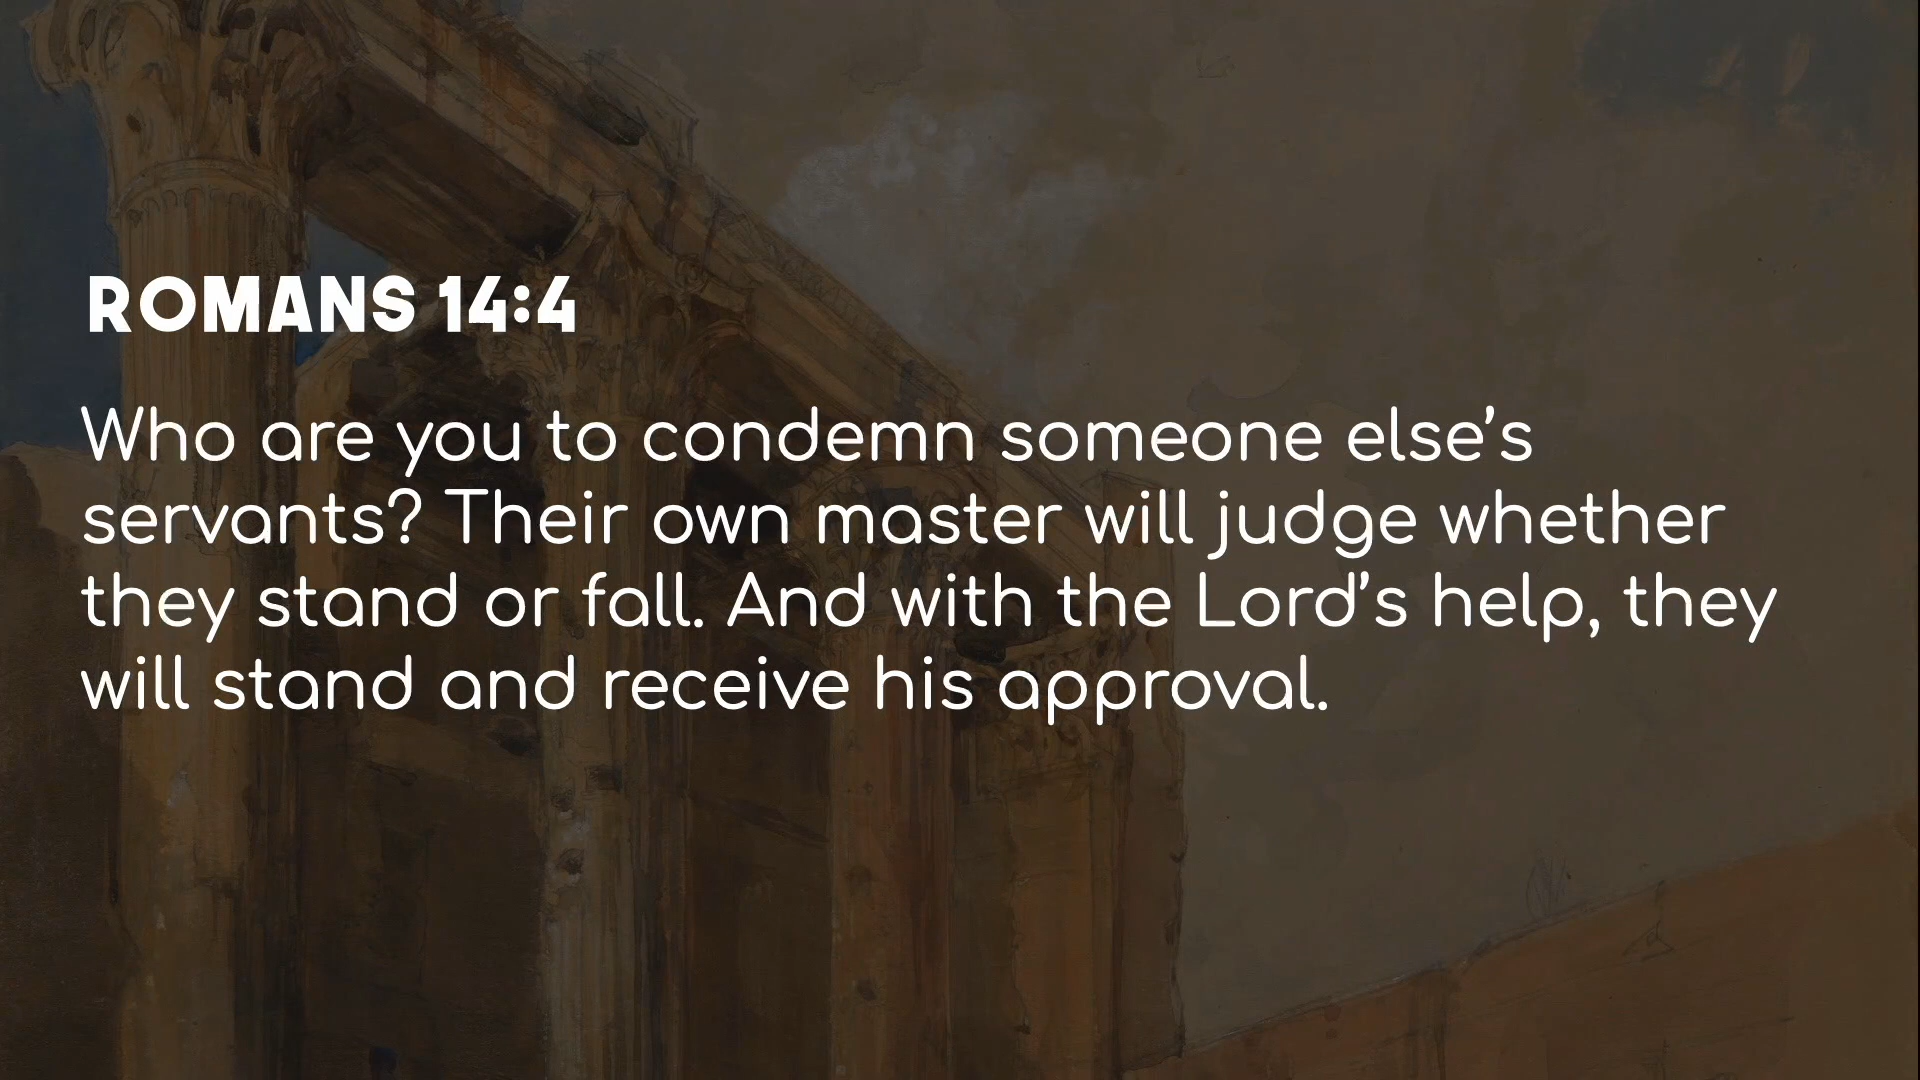 ROMANS 14:4
Who are you to condemn someone else’s
servants? Their own master will judge whether
they stand or fall. And with the Lord’s help, they
will stand and receive his approval.